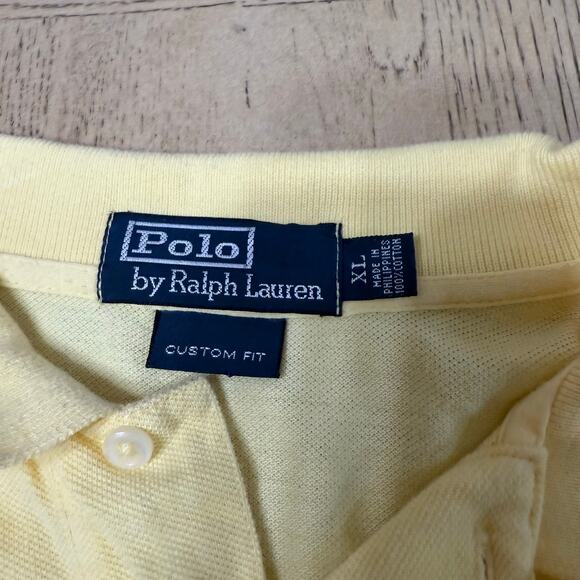 Polo
by Ralph Lauren
XL
MADE IN
PHILIPPINES
100% COTTON
CUSTOM FIT